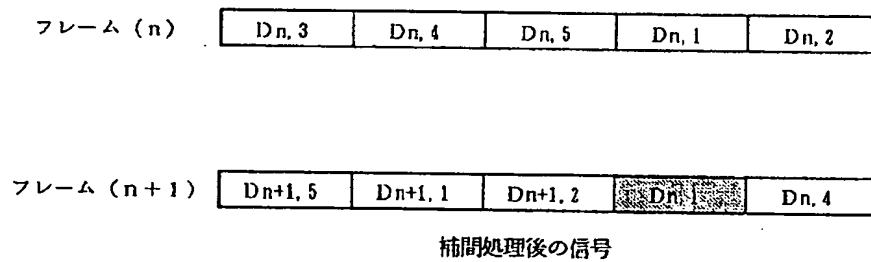 フレーム (n) Dn, 3 Dn, 4 Dn, 5 Dn, 1 Dn, 2
フレーム (n+1) Dn+1, 5 Dn+1, 1 Dn+1, 2 Dn, 1 Dn, 4
補間処理後の信号